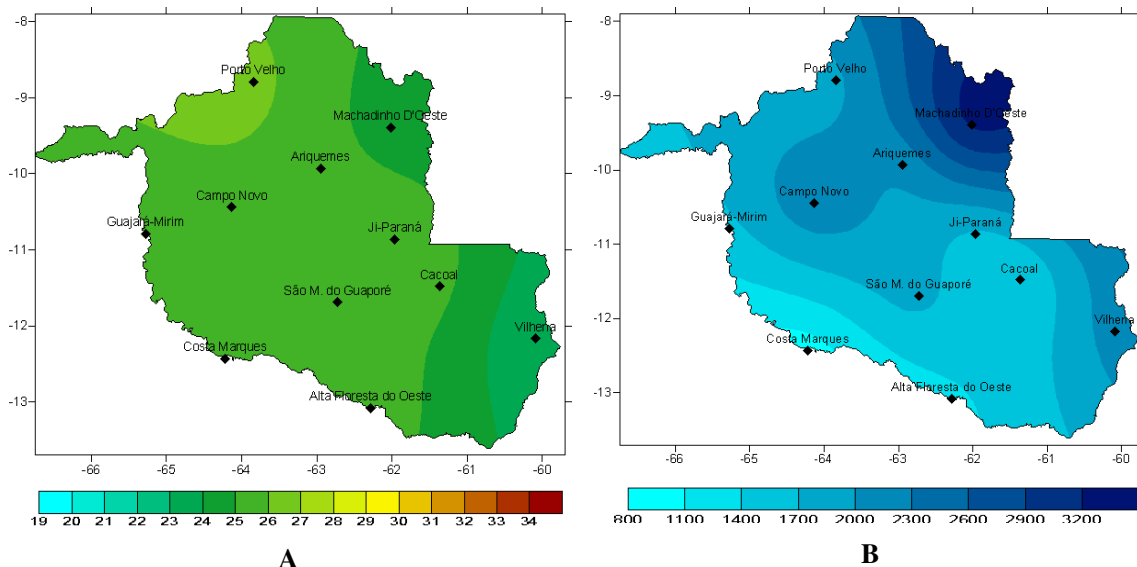 -8
-9
-10
-11
-12
-13
Porto Velho
Machadinho D'Oeste
Ariquemes
Campo Novo
Guajará-Mirim
Ji-Paraná
Cacoal
São M. do Guaporé
Vilhena
Costa Marques
Alta Floresta do Oeste
-66 -65 -64 -63 -62 -61 -60
19 20 21 22 23 24 25 26 27 28 29 30 31 32 33 34
A
-8
-9
-10
-11
-12
-13
Porto Velho
Machadinho D'Oeste
Ariquemes
Campo Novo
Guajará-Mirim
Ji-Paraná
Cacoal
São M. do Guaporé
Vilhena
Costa Marques
Alta Floresta do Oeste
-66 -65 -64 -63 -62 -61 -60
800 1100 1400 1700 2000 2300 2600 2900 3200
B